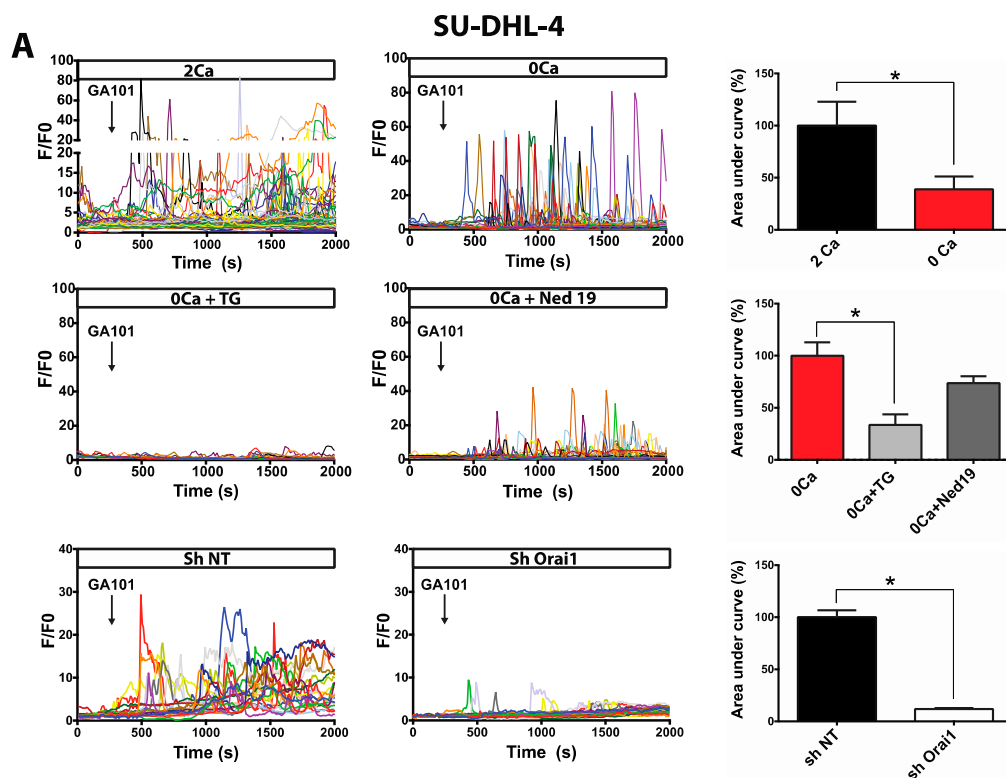 SU-DHL-4
A
2Ca
GA101
F/F0
100
80
60
40
20
20
15
10
5
0
0 500 1000 1500 2000
Time (s)
0Ca
GA101
F/F0
100
80
60
40
20
0
0 500 1000 1500 2000
Time (s)
Area under curve (%)
150
100
50
0
2 Ca
0 Ca
*
0Ca + TG
GA101
F/F0
100
80
60
40
20
0
0 500 1000 1500 2000
Time (s)
0Ca + Ned 19
GA101
F/F0
100
80
60
40
20
0
0 500 1000 1500 2000
Time (s)
Area under curve (%)
150
100
50
0
*
0Ca
0Ca+TG
0Ca+Ned19
Sh NT
GA101
F/F0
40
30
20
10
0
0 500 1000 1500 2000
Time (s)
Sh Orai1
GA101
F/F0
40
30
20
10
0
0 500 1000 1500 2000
Time (s)
Area under curve (%)
150
100
50
0
*
sh NT
sh Orai1